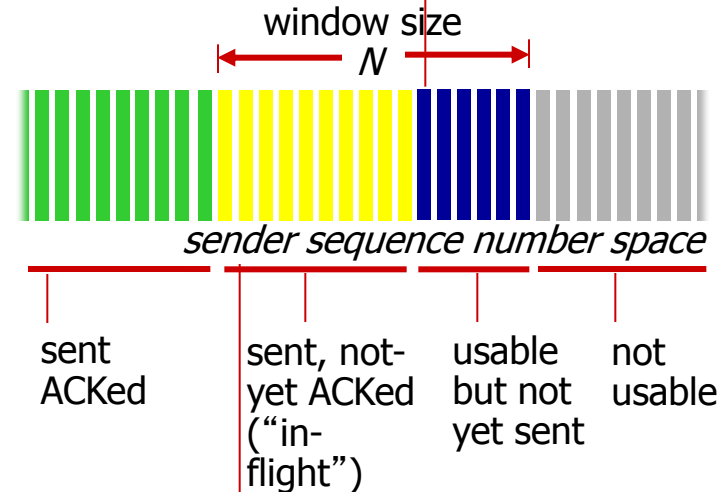 window size
N
sender sequence number space
sent
ACKed
sent, not-
yet ACKed
(“in-
flight”)
usable
but not
yet sent
not
usable